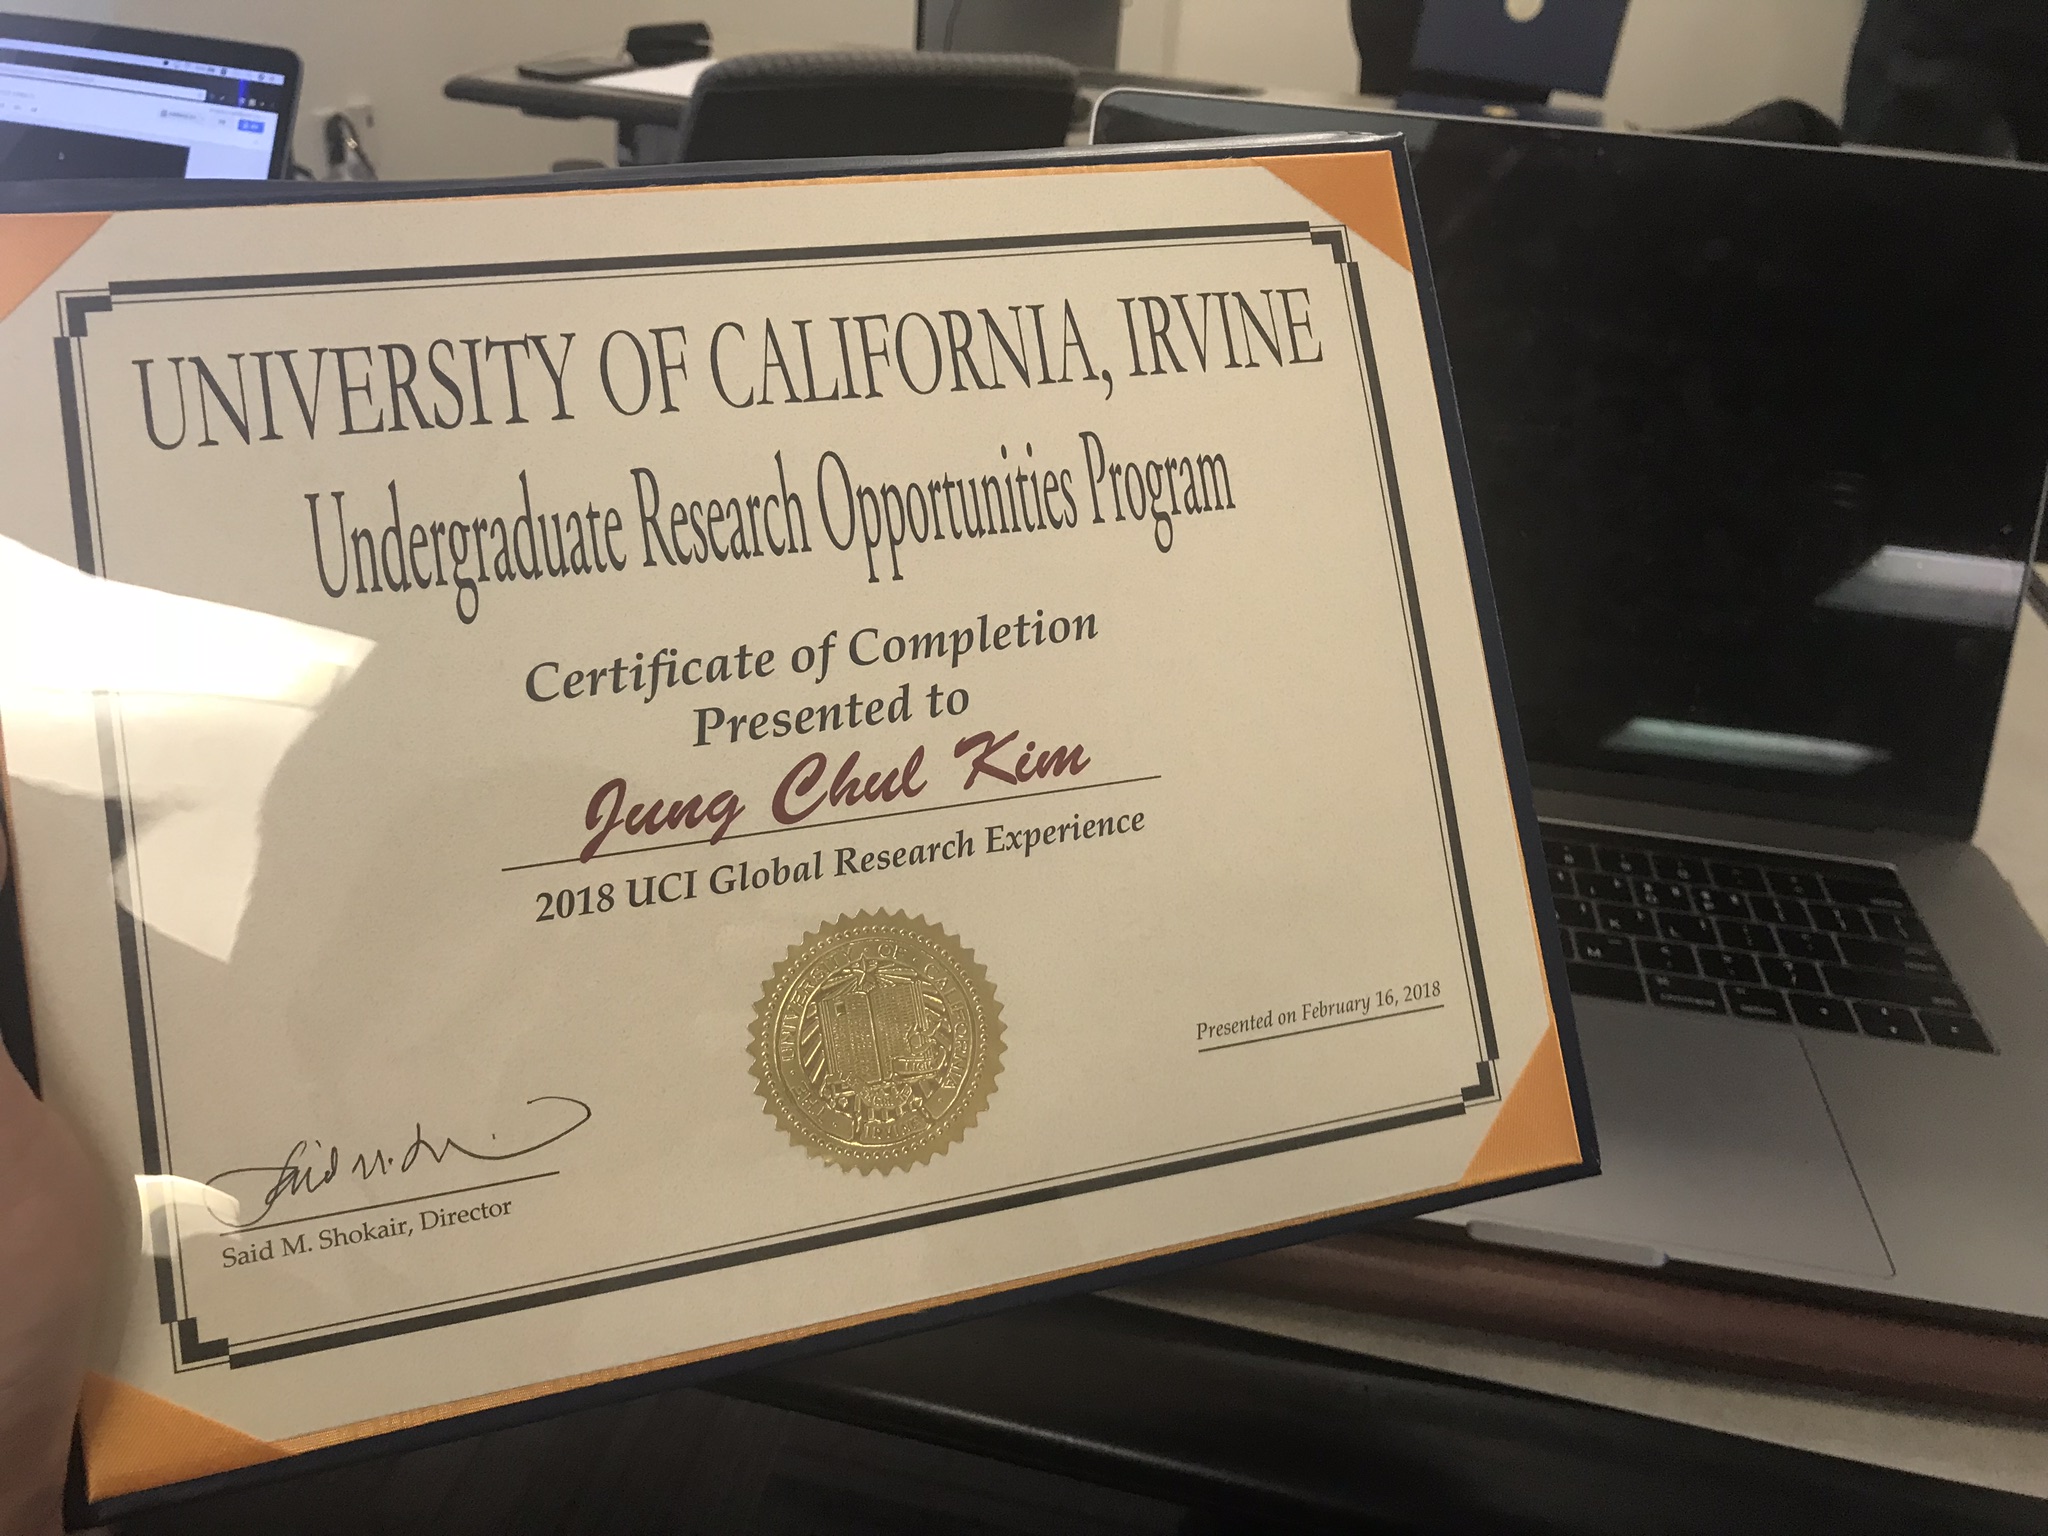 UNIVERSITY OF CALIFORNIA, IRVINE
Undergraduate Research Opportunities Program
Certificate of Completion
Presented to
Jung Chul Kim
2018 UCI Global Research Experience
THE UNIVERSITY OF CALIFORNIA
IRVINE
Presented on February 16, 2018
Said M. Shokair, Director